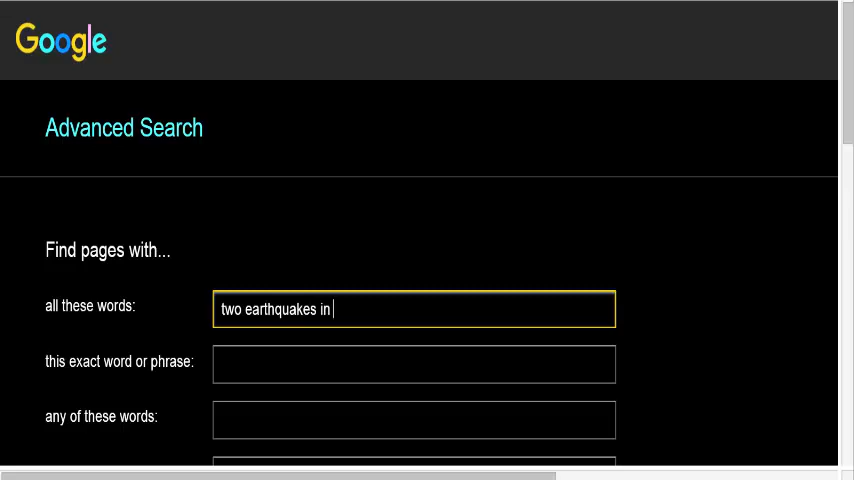 Google
Advanced Search
Find pages with...
all these words:
two earthquakes in
this exact word or phrase:
any of these words: